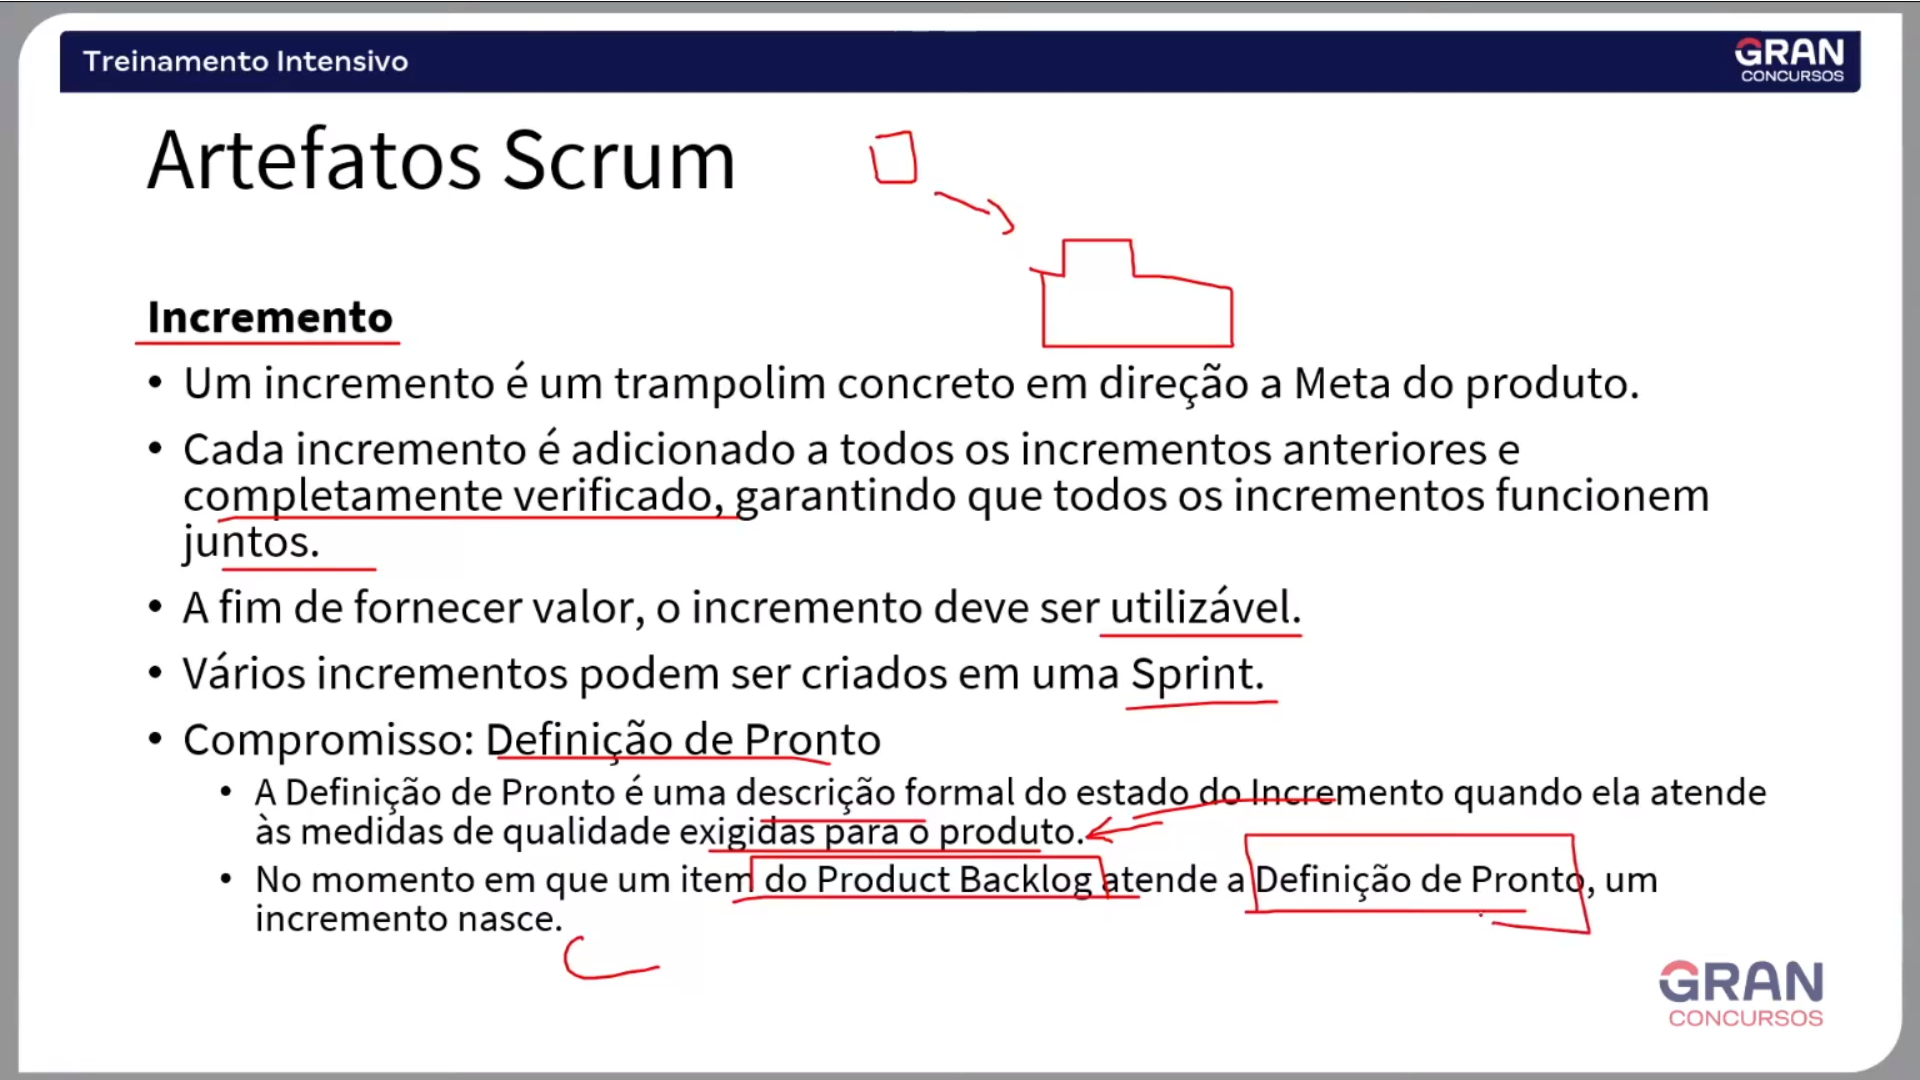 Treinamento Intensivo
GRAN
CONCURSOS
Artefatos Scrum
Incremento
• Um incremento é um trampolim concreto em direção a Meta do produto.
• Cada incremento é adicionado a todos os incrementos anteriores e
completamente verificado, garantindo que todos os incrementos funcionem
juntos.
• A fim de fornecer valor, o incremento deve ser utilizável.
• Vários incrementos podem ser criados em uma Sprint.
• Compromisso: Definição de Pronto
• A Definição de Pronto é uma descrição formal do estado do Incremento quando ela atende
às medidas de qualidade exigidas para o produto.
• No momento em que um item do Product Backlog atende a Definição de Pronto, um
incremento nasce.
GRAN
CONCURSOS